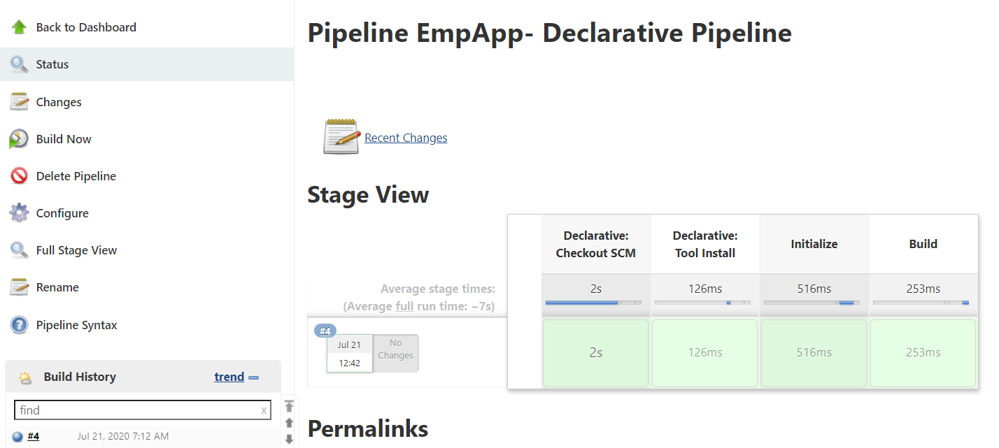 Back to Dashboard
Status
Changes
Build Now
Delete Pipeline
Configure
Full Stage View
Rename
Pipeline Syntax
Build History trend
find x
#4 Jul 21, 2020 7:12 AM
Pipeline EmpApp- Declarative Pipeline
Recent Changes
Stage View
Declarative:
Checkout SCM
Declarative:
Tool Install
Initialize
Build
Average stage times:
(Average full run time: ~7s)
2s 126ms 516ms 253ms
#4
Jul 21
12:42
No
Changes
2s 126ms 516ms 253ms
Permalinks